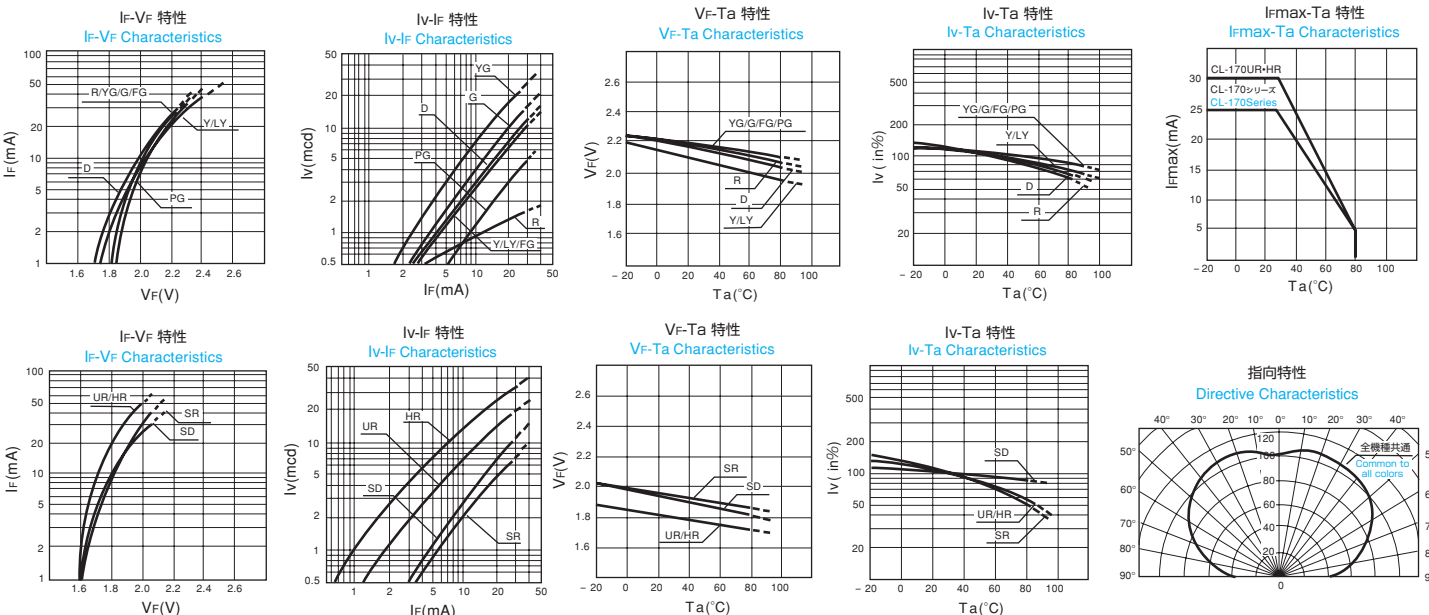 IF-VF 特性
IF-VF Characteristics
100
50
20
10
5
2
1
IF(mA)
R/YG/G/FG
Y/LY
D
PG
1.6 1.8 2.0 2.2 2.4 2.6
VF(V)
Iv-IF 特性
Iv-IF Characteristics
50
20
10
5
2
1
0.5
Iv(mcd)
YG
G
D
PG
R
Y/LY/FG
1 2 5 10 20 50
IF(mA)
VF-Ta 特性
VF-Ta Characteristics
2.6
2.4
2.2
2.0
1.8
1.6
VF(V)
YG/G/FG/PG
R
D
Y/LY
－20 0 20 40 60 80 100
Ta(°C)
Iv-Ta 特性
Iv-Ta Characteristics
500
200
100
50
20
Iv ( in%)
YG/G/FG/PG
Y/LY
D
R
－20 0 20 40 60 80 100
Ta(°C)
IFmax-Ta 特性
IFmax-Ta Characteristics
30
25
20
15
10
5
IFmax(mA)
CL-170UR•HR
CL-170シリーズ
CL-170Series
－20 0 20 40 60 80 100
Ta(°C)
IF-VF 特性
IF-VF Characteristics
100
50
20
10
5
2
1
IF(mA)
UR/HR
SR
SD
1.6 1.8 2.0 2.2 2.4 2.6
VF(V)
Iv-IF 特性
Iv-IF Characteristics
50
20
10
5
2
1
0.5
Iv(mcd)
HR
UR
SD
SR
1 2 5 10 20 50
IF(mA)
VF-Ta 特性
VF-Ta Characteristics
2.6
2.4
2.2
2.0
1.8
1.6
VF(V)
SR
SD
UR/HR
－20 0 20 40 60 80 100
Ta(°C)
Iv-Ta 特性
Iv-Ta Characteristics
500
200
100
50
20
Iv ( in%)
SD
UR/HR
SR
－20 0 20 40 60 80 100
Ta(°C)
指向特性
Directive Characteristics
40° 30° 20° 10° 0° 10° 20° 30° 40°
50°
60°
70°
80°
90°
120
100
80
60
40
20
0
全機種共通
Common to
all colors